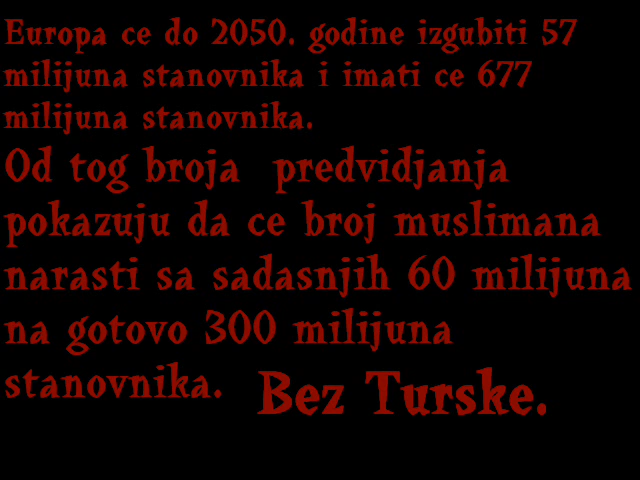 Europa ce do 2050. godine izgubiti 57
milijuna stanovnika i imati ce 677
milijuna stanovnika.
Od tog broja predvidjanja
pokazuju da ce broj muslimana
narasti sa sadasnjih 60 milijuna
na gotovo 300 milijuna
stanovnika. Bez Turske.